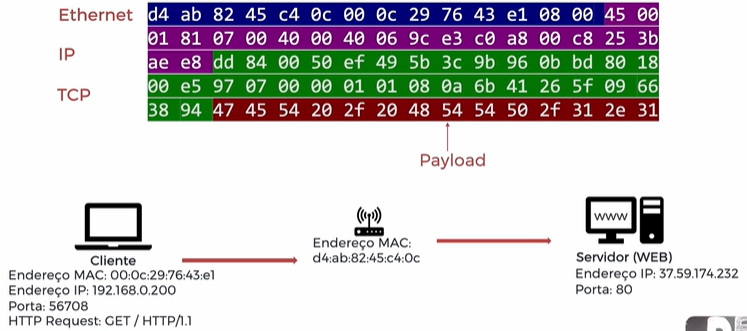 Ethernet
IP
TCP
d4 ab 82 45 c4 0c 00 0c 29 76 43 e1 08 00 45 00
01 81 07 00 40 00 40 06 9c e3 c0 a8 00 c8 25 3b
ae e8 dd 84 00 50 ef 49 5b 3c 9b 96 0b bd 80 18
00 e5 97 07 00 00 01 01 08 0a 6b 41 26 5f 09 66
38 94 47 45 54 20 2f 20 48 54 54 50 2f 31 2e 31
Payload
Cliente
Endereço MAC: 00:0c:29:76:43:e1
Endereço IP: 192.168.0.200
Porta: 56708
HTTP Request: GET / HTTP/1.1
Endereço MAC:
d4:ab:82:45:c4:0c
www
Servidor (WEB)
Endereço IP: 37.59.174.232
Porta: 80